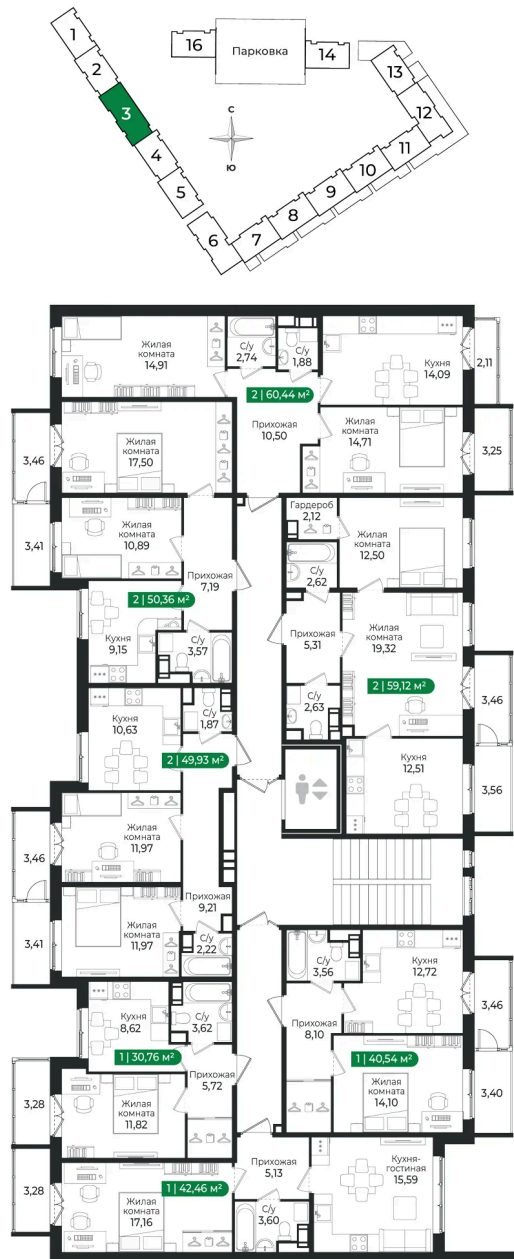 1
2
3
4
5
6
7
8
9
10
11
12
13
14
16
Парковка
С
Ю
Жилая
комната
14,91
С/у
2,74
С/у
1,88
Кухня
14,09
2,11
2 | 60,44 м²
Прихожая
10,50
Жилая
комната
14,71
3,25
Жилая
комната
17,50
3,46
3,41
Жилая
комната
10,89
Прихожая
7,19
2 | 50,36 м²
Кухня
9,15
С/у
3,57
Гардероб
2,12
Жилая
комната
12,50
С/у
2,62
Прихожая
5,31
Жилая
комната
19,32
2 | 59,12 м²
С/у
2,63
3,46
Кухня
12,51
3,56
Кухня
10,63
С/у
1,87
2 | 49,93 м²
Жилая
комната
11,97
3,46
3,41
Жилая
комната
11,97
Прихожая
9,21
С/у
2,22
С/у
3,56
Кухня
12,72
3,46
Прихожая
8,10
1 | 40,54 м²
Жилая
комната
14,10
3,40
Кухня
8,62
С/у
3,62
1 | 30,76 м²
Прихожая
5,72
Жилая
комната
11,82
3,28
3,28
1 | 42,46 м²
Жилая
комната
17,16
Прихожая
5,13
С/у
3,60
Кухня-
гостиная
15,59